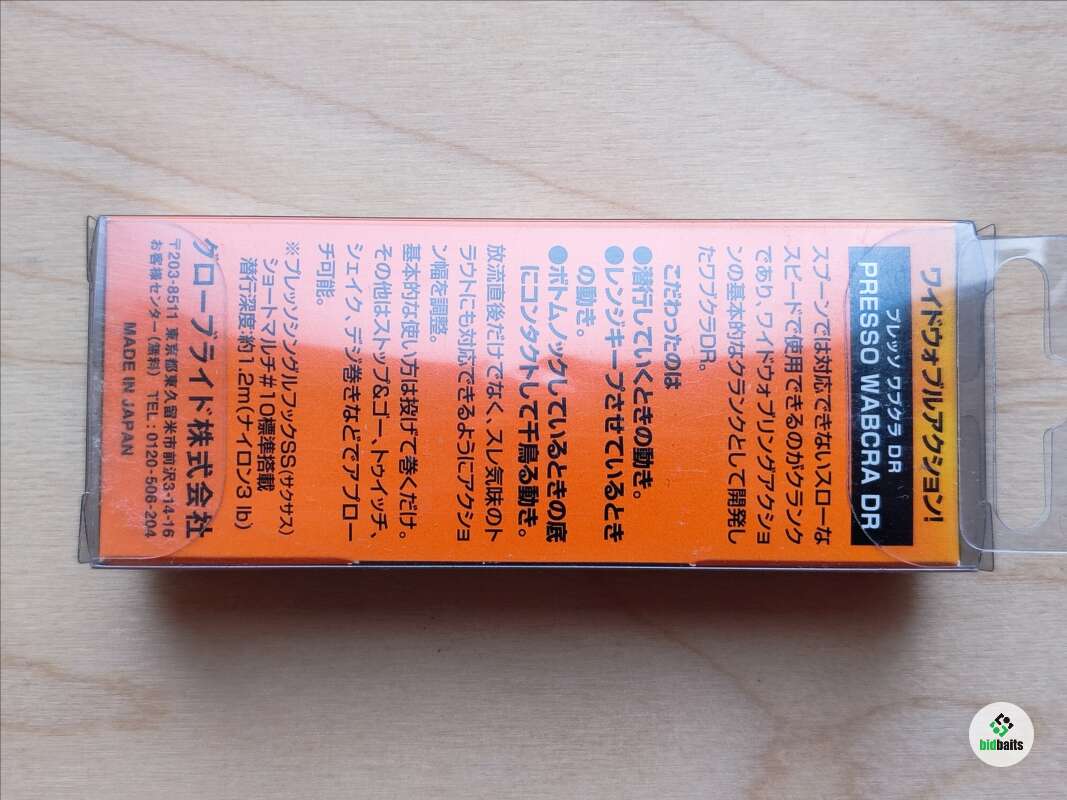 ワイドウォブルアクション!
プレッソ ワブクラ DR
PRESSO WABCRA DR
スプーンでは対応できないスローな
スピードで使用できるのがクランク
であり、ワイドウォブリングアクショ
ンの基本的なクランクとして開発し
たワブクラDR。
こだわったのは
●潜行していくときの動き。
●レンジキープさせているとき
の動き。
●ボトムノックしているときの底
にコンタクトして千鳥る動き。
放流直後だけでなく、スレ気味のト
ラウトにも対応できるようにアクショ
ン幅を調整。
基本的な使い方は投げて巻くだけ。
その他はストップ&ゴー、トゥイッチ、
シェイク、デジ巻きなどでアプロー
チ可能。
※プレッソシングルフックSS(サクサス)
ショートマルチ#10標準搭載
潜行深度:約1.2m(ナイロン3 lb)
グローブライド株式会社
〒203-8511 東京都東久留米市前沢3-14-16
お客様センター(無料) TEL:0120-506-204
MADE IN JAPAN
bidbaits